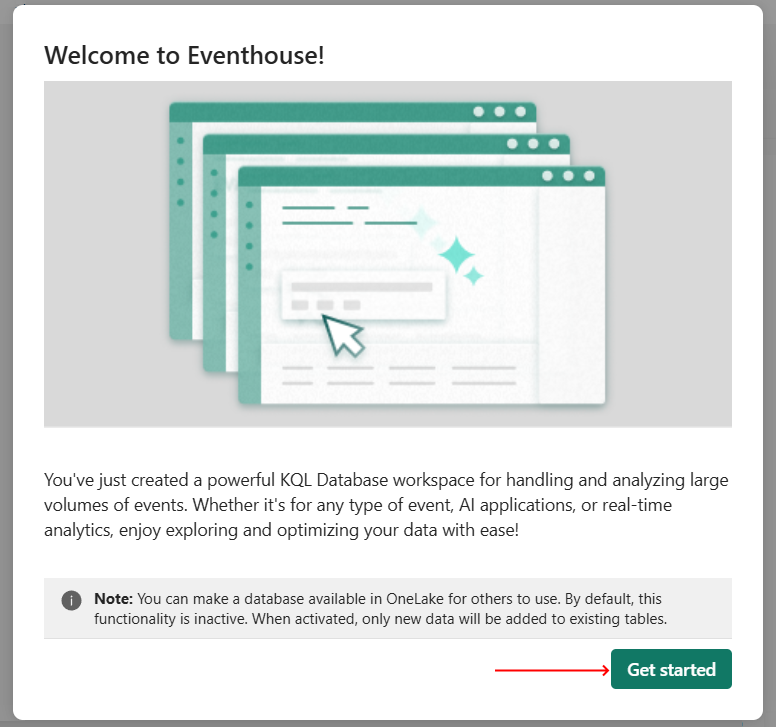 Welcome to Eventhouse!
You've just created a powerful KQL Database workspace for handling and analyzing large
volumes of events. Whether it's for any type of event, AI applications, or real-time
analytics, enjoy exploring and optimizing your data with ease!
Note: You can make a database available in OneLake for others to use. By default, this
functionality is inactive. When activated, only new data will be added to existing tables.
Get started